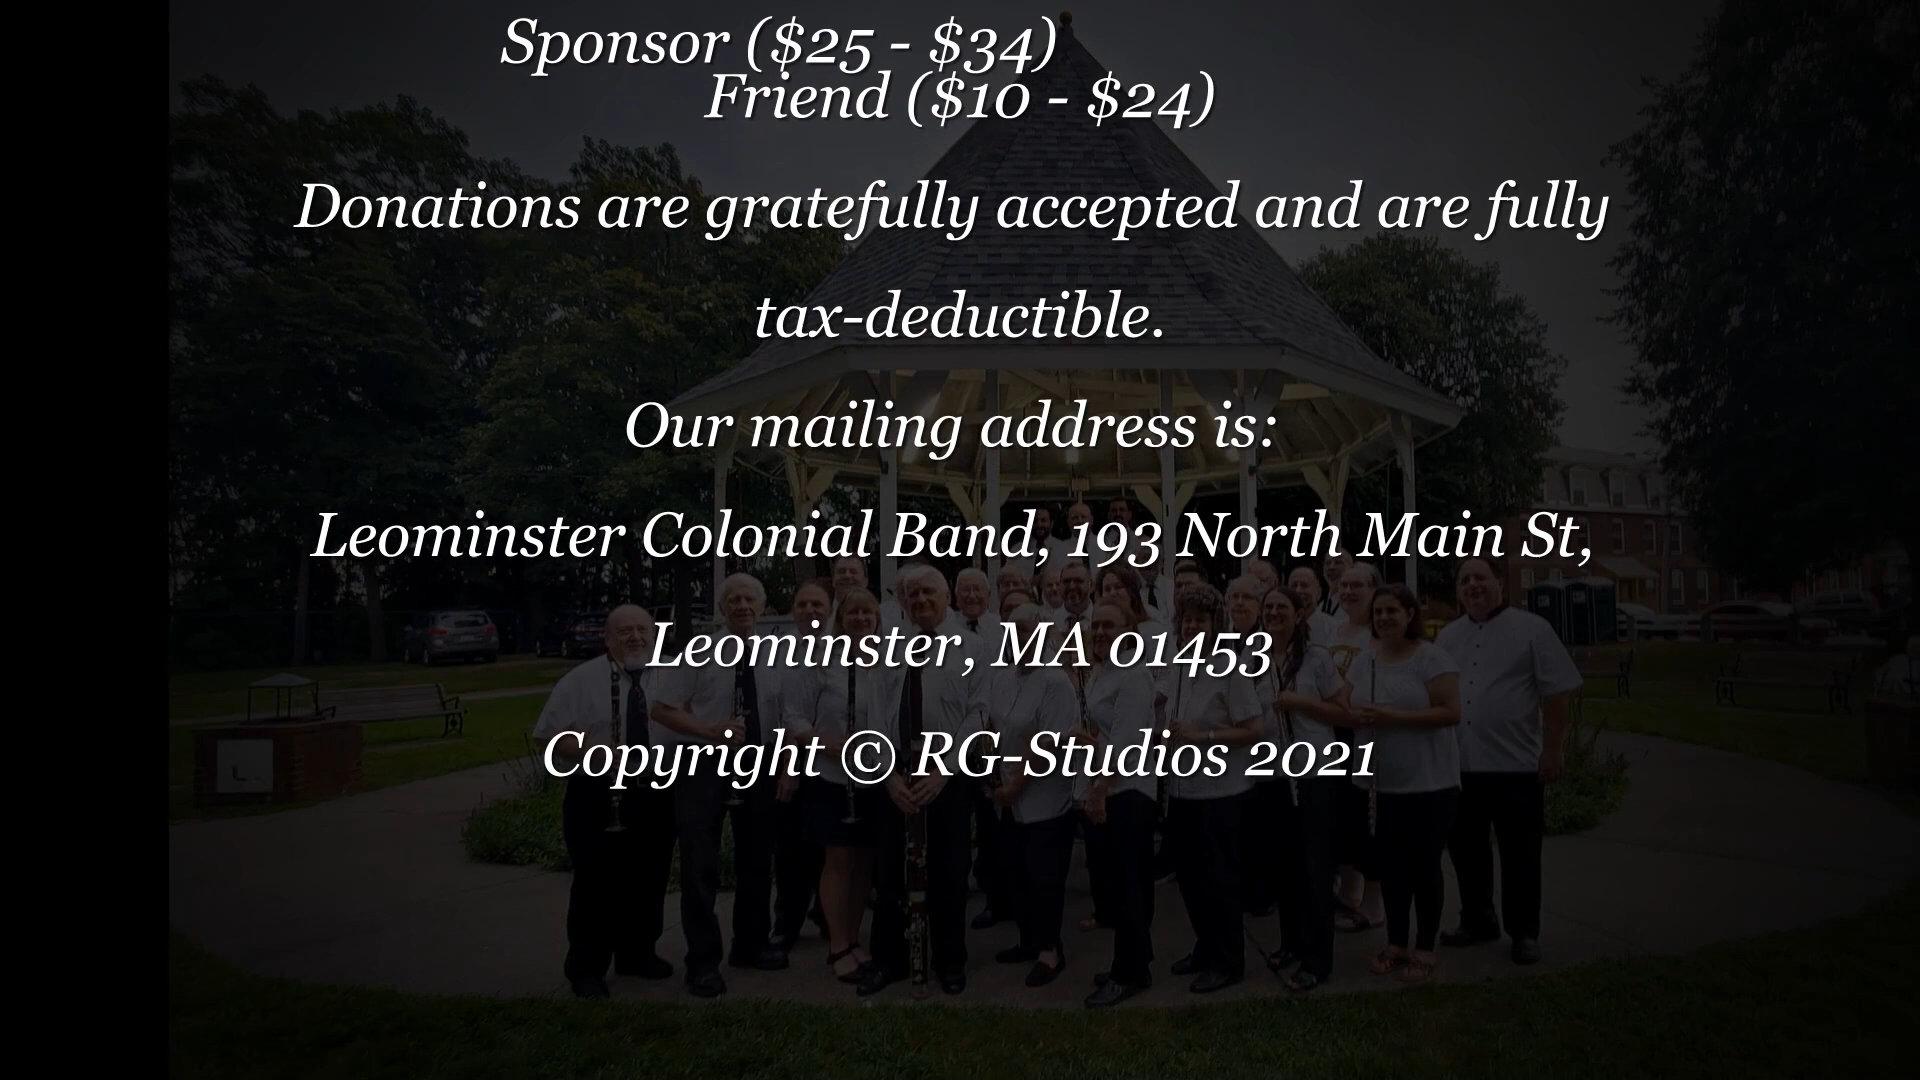 Sponsor ($25 - $34)
Friend ($10 - $24)
Donations are gratefully accepted and are fully
tax-deductible.
Our mailing address is:
Leominster Colonial Band, 193 North Main St,
Leominster, MA 01453
Copyright © RG-Studios 2021